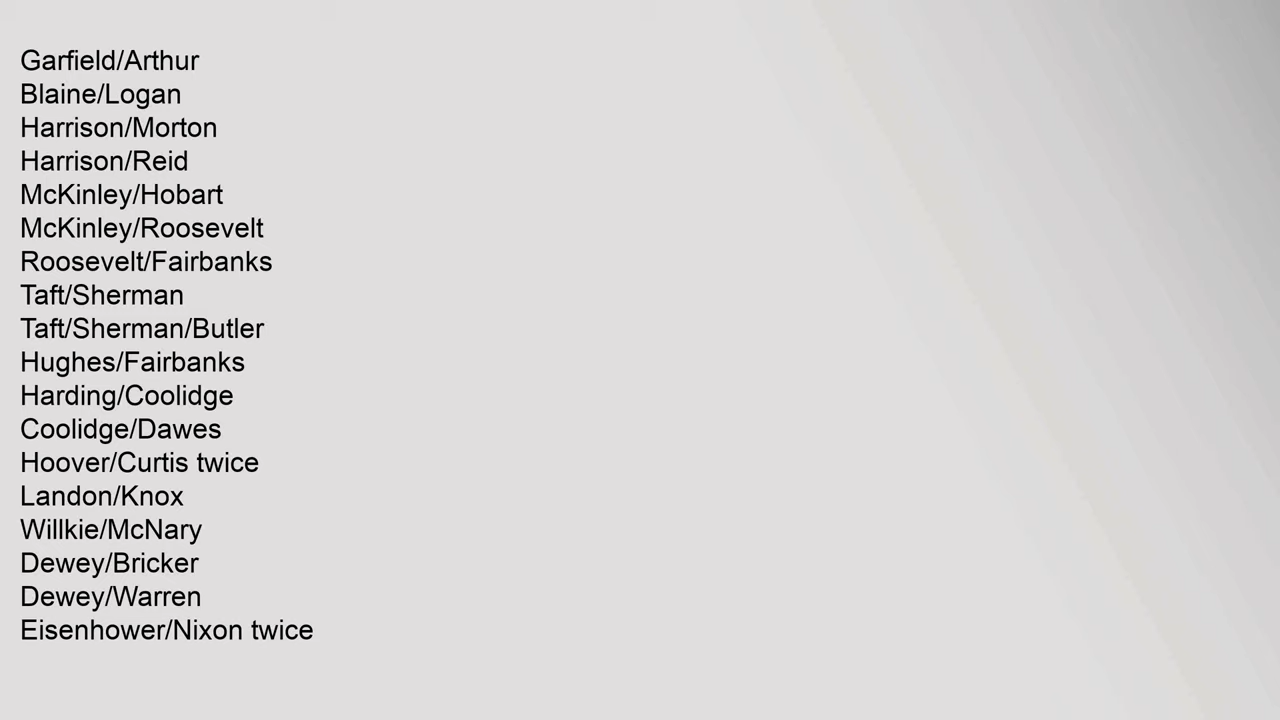 Garfield/Arthur
Blaine/Logan
Harrison/Morton
Harrison/Reid
McKinley/Hobart
McKinley/Roosevelt
Roosevelt/Fairbanks
Taft/Sherman
Taft/Sherman/Butler
Hughes/Fairbanks
Harding/Coolidge
Coolidge/Dawes
Hoover/Curtis twice
Landon/Knox
Willkie/McNary
Dewey/Bricker
Dewey/Warren
Eisenhower/Nixon twice